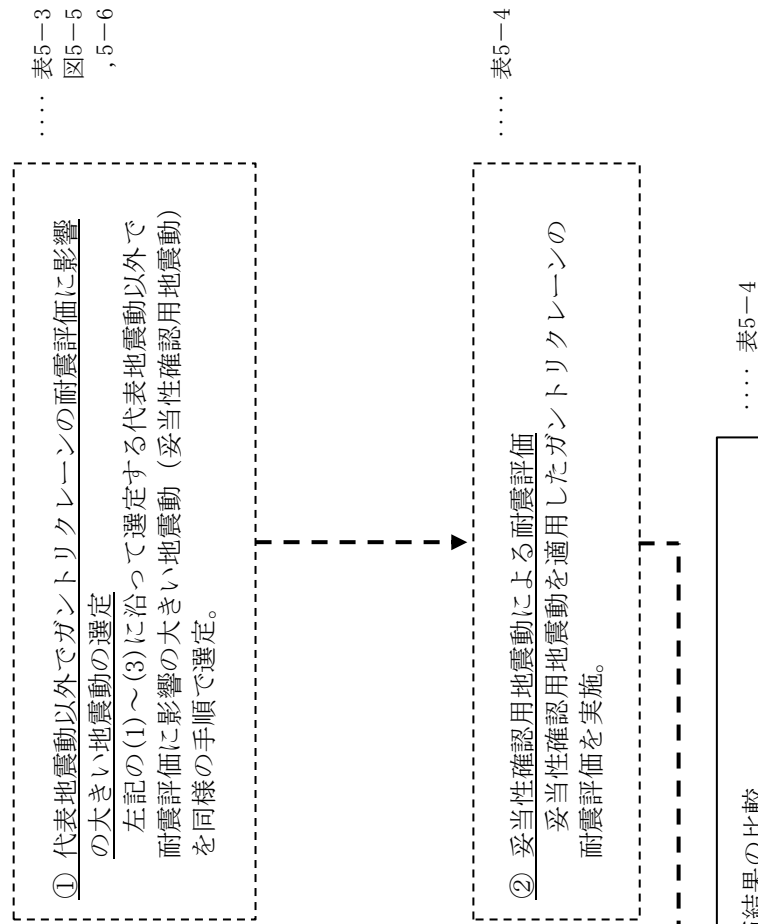 ① 代表地震動以外でガントリクレーンの耐震評価に影響
の大きい地震動の選定
左記の(1)～(3)に沿って選定する代表地震動以外で
耐震評価に影響の大きい地震動（妥当性確認用地震動）
を同様の手順で選定。
‥‥ 表5－3
図5－5
，5－6
② 妥当性確認用地震動による耐震評価
妥当性確認用地震動を適用したガントリクレーンの
耐震評価を実施。
‥‥ 表5－4
結果の比較
‥‥ 表5－4